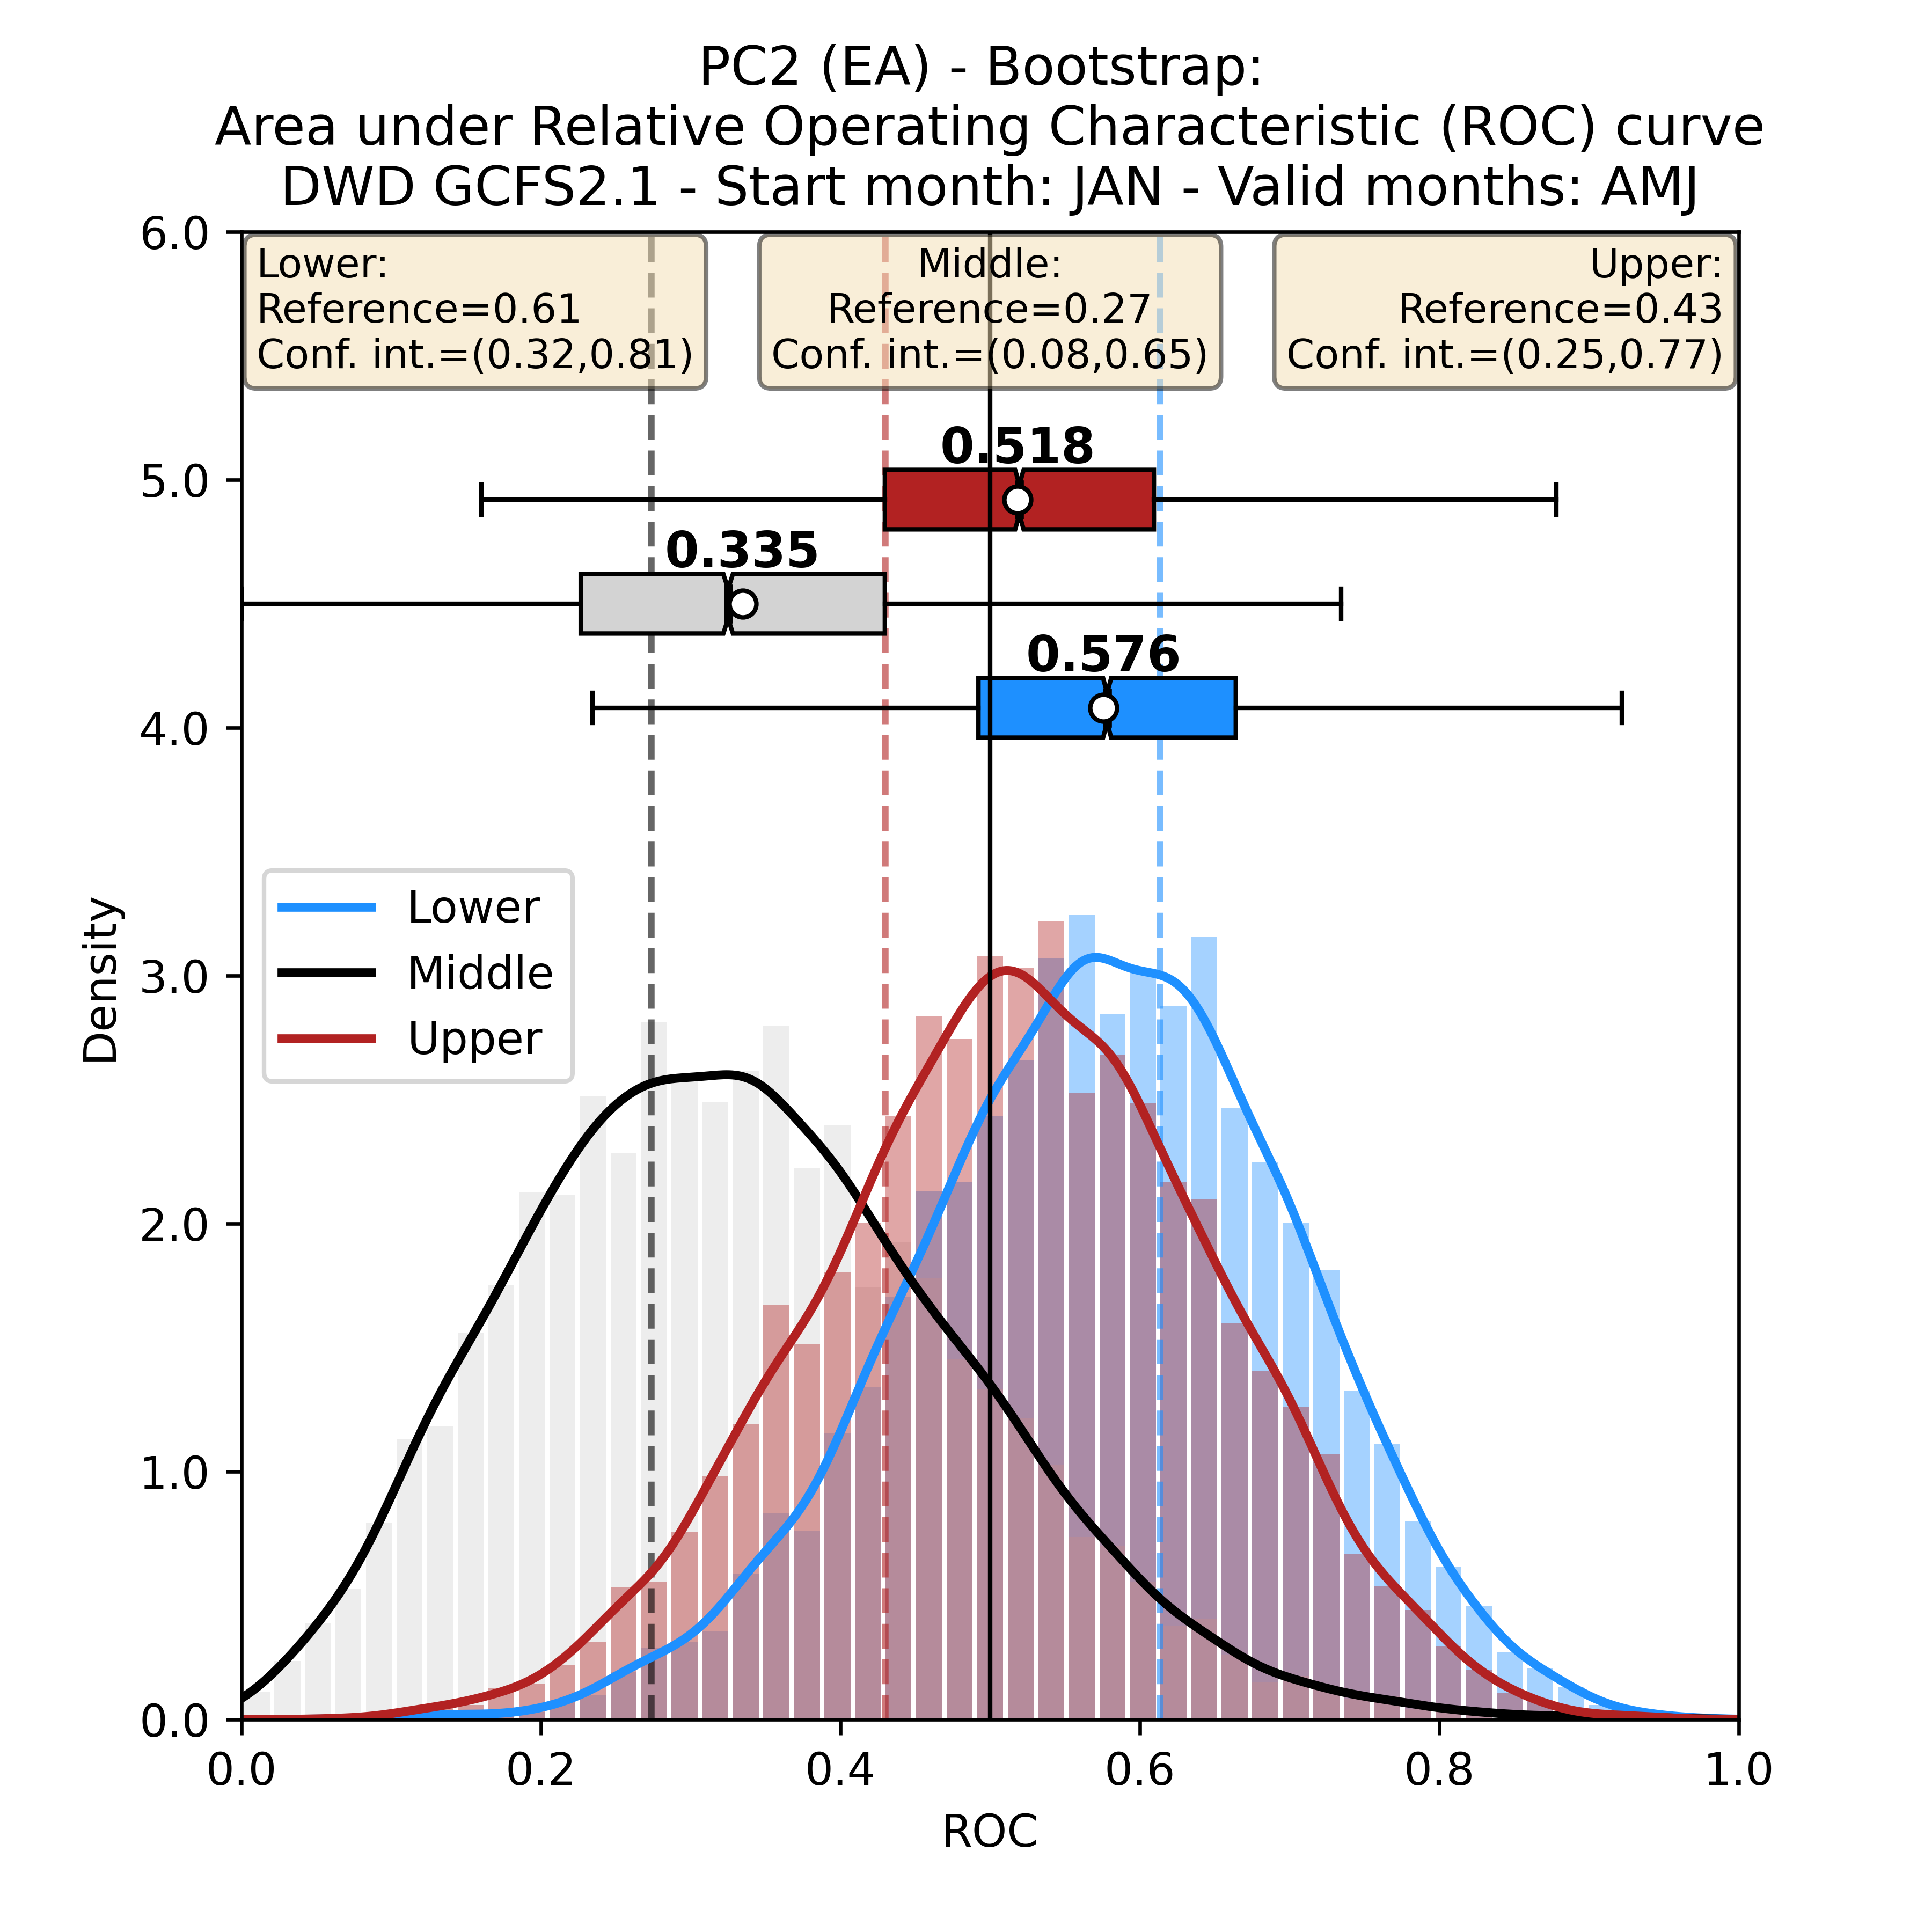 PC2 (EA) - Bootstrap:
Area under Relative Operating Characteristic (ROC) curve
DWD GCFS2.1 - Start month: JAN - Valid months: AMJ
6.0
Lower:
Reference=0.61
Conf. int.=(0.32,0.81)
Middle:
Reference=0.27
Conf. int.=(0.08,0.65)
Upper:
Reference=0.43
Conf. int.=(0.25,0.77)
0.518
5.0
0.335
0.576
4.0
Lower
Middle
Upper
Density
3.0
2.0
1.0
0.0
0.0
0.2
0.4
0.6
0.8
1.0
ROC